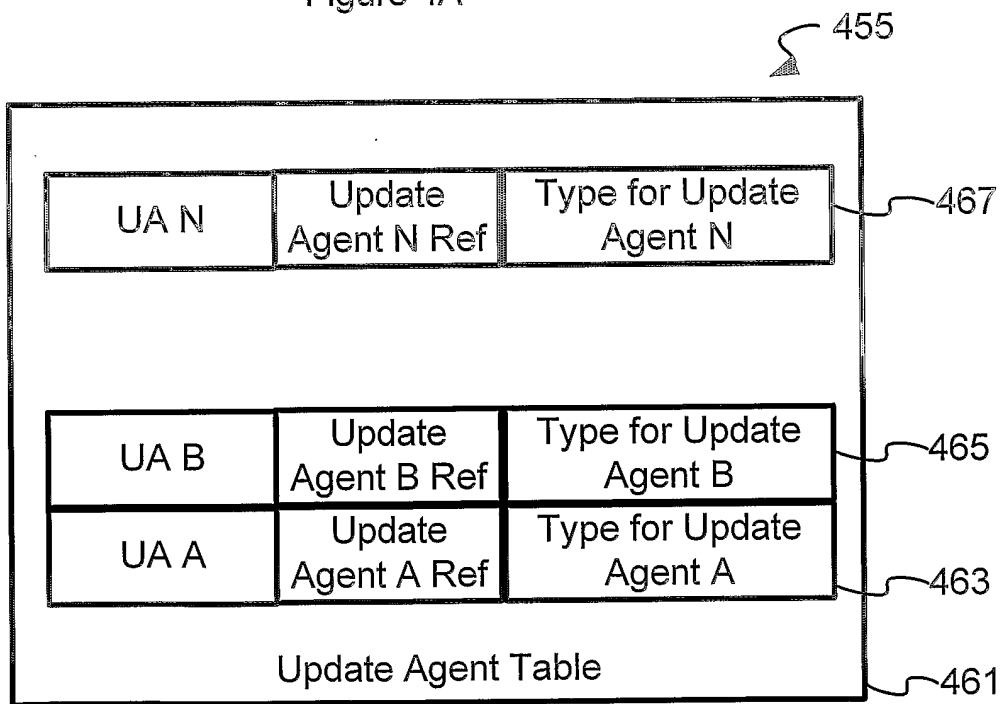 Figure 4A
455
UA N
Update
Agent N Ref
Type for Update
Agent N
467
UA B
Update
Agent B Ref
Type for Update
Agent B
465
UA A
Update
Agent A Ref
Type for Update
Agent A
463
Update Agent Table
461